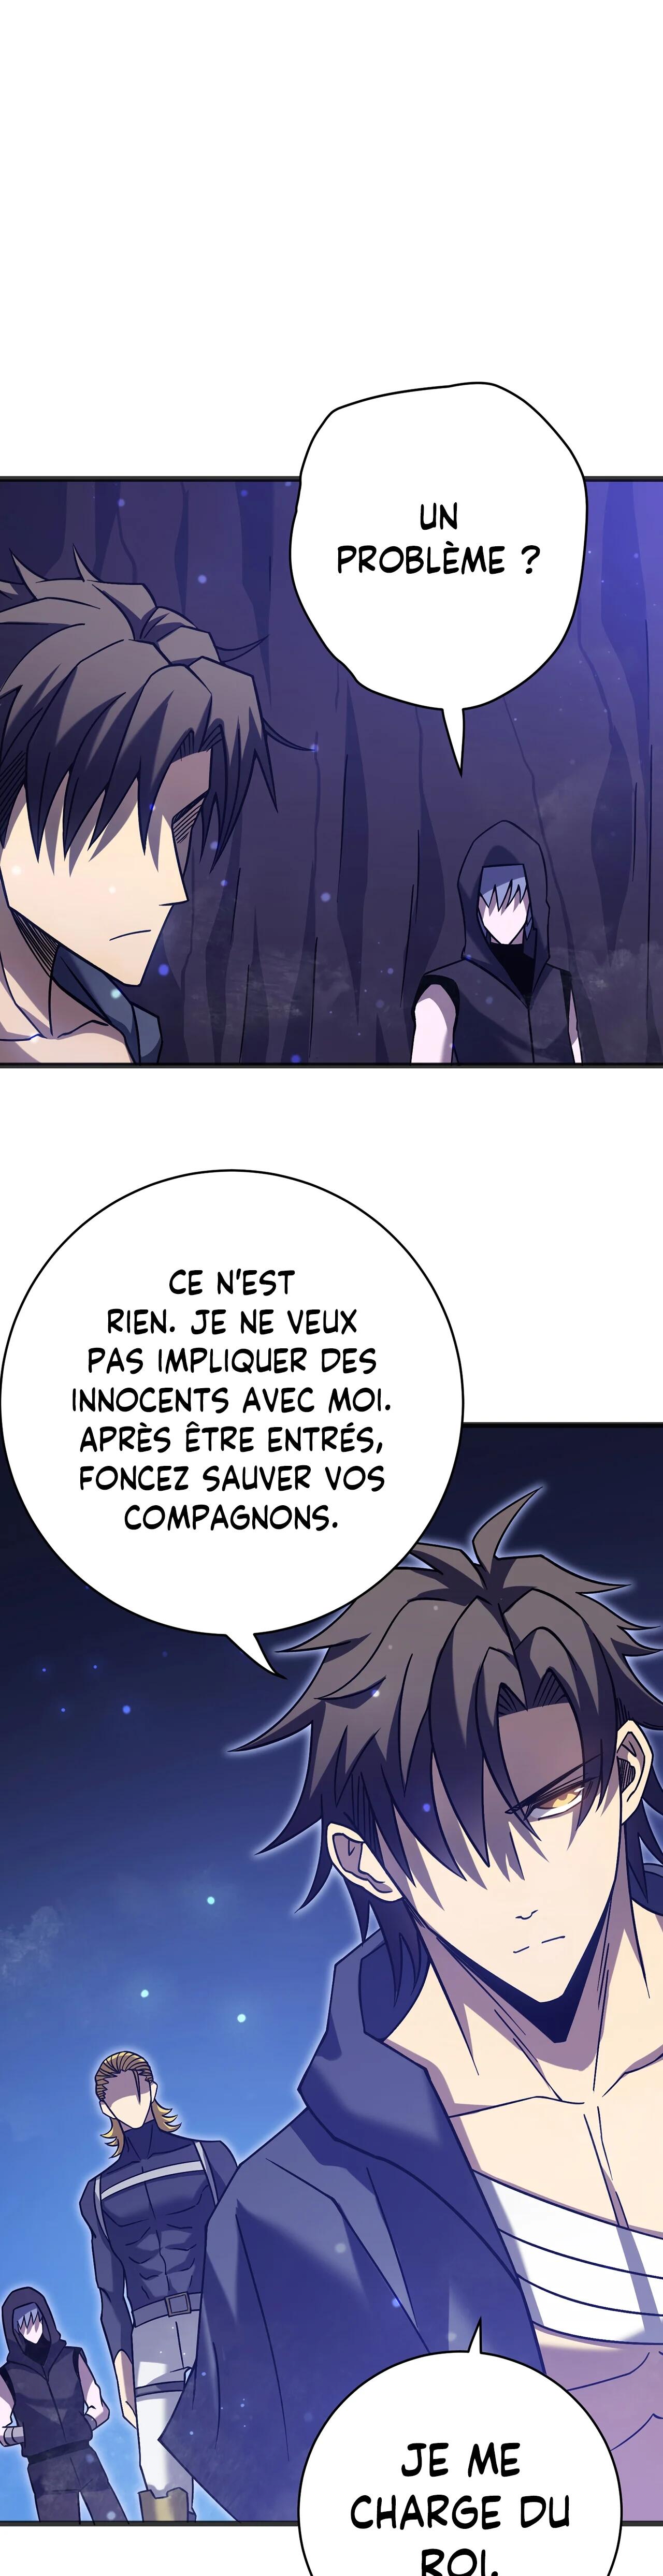 UN
PROBLÈME ?
CE N'EST
RIEN. JE NE VEUX
PAS IMPLIQUER DES
INNOCENTS AVEC MOI.
APRÈS ÊTRE ENTRÉS,
FONCEZ SAUVER VOS
COMPAGNONS.
JE ME
CHARGE DU
ROI.